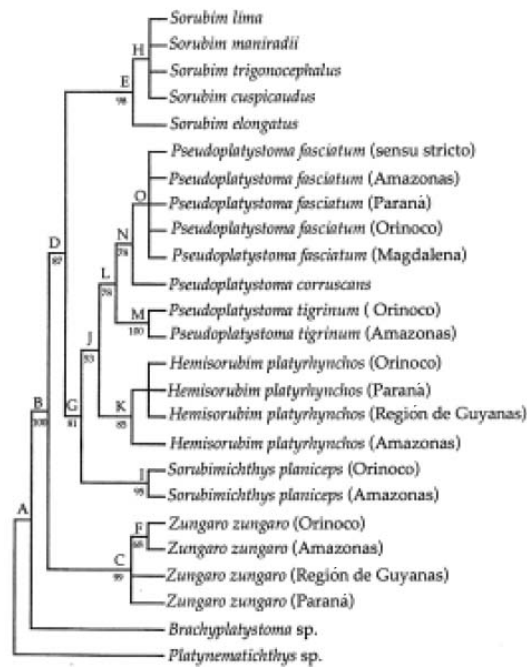 Sorubim lima
H
Sorubim maniradii
Sorubim trigonocephalus
E
98
Sorubim cuspicaudus
Sorubim elongatus
Pseudoplatystoma fasciatum (sensu stricto)
Pseudoplatystoma fasciatum (Amazonas)
O
Pseudoplatystoma fasciatum (Paraná)
Pseudoplatystoma fasciatum (Orinoco)
D
87
N
78
Pseudoplatystoma fasciatum (Magdalena)
L
78
Pseudoplatystoma corruscans
M
100
Pseudoplatystoma tigrinum ( Orinoco)
Pseudoplatystoma tigrinum (Amazonas)
J
53
Hemisorubim platyrhynchos (Orinoco)
Hemisorubim platyrhynchos (Paraná)
B
100
G
81
K
85
Hemisorubim platyrhynchos (Región de Guyanas)
Hemisorubim platyrhynchos (Amazonas)
I
95
Sorubimichthys planiceps (Orinoco)
Sorubimichthys planiceps (Amazonas)
A
F
68
Zungaro zungaro (Orinoco)
Zungaro zungaro (Amazonas)
C
99
Zungaro zungaro (Región de Guyanas)
Zungaro zungaro (Paraná)
Brachyplatystoma sp.
Platynematichthys sp.